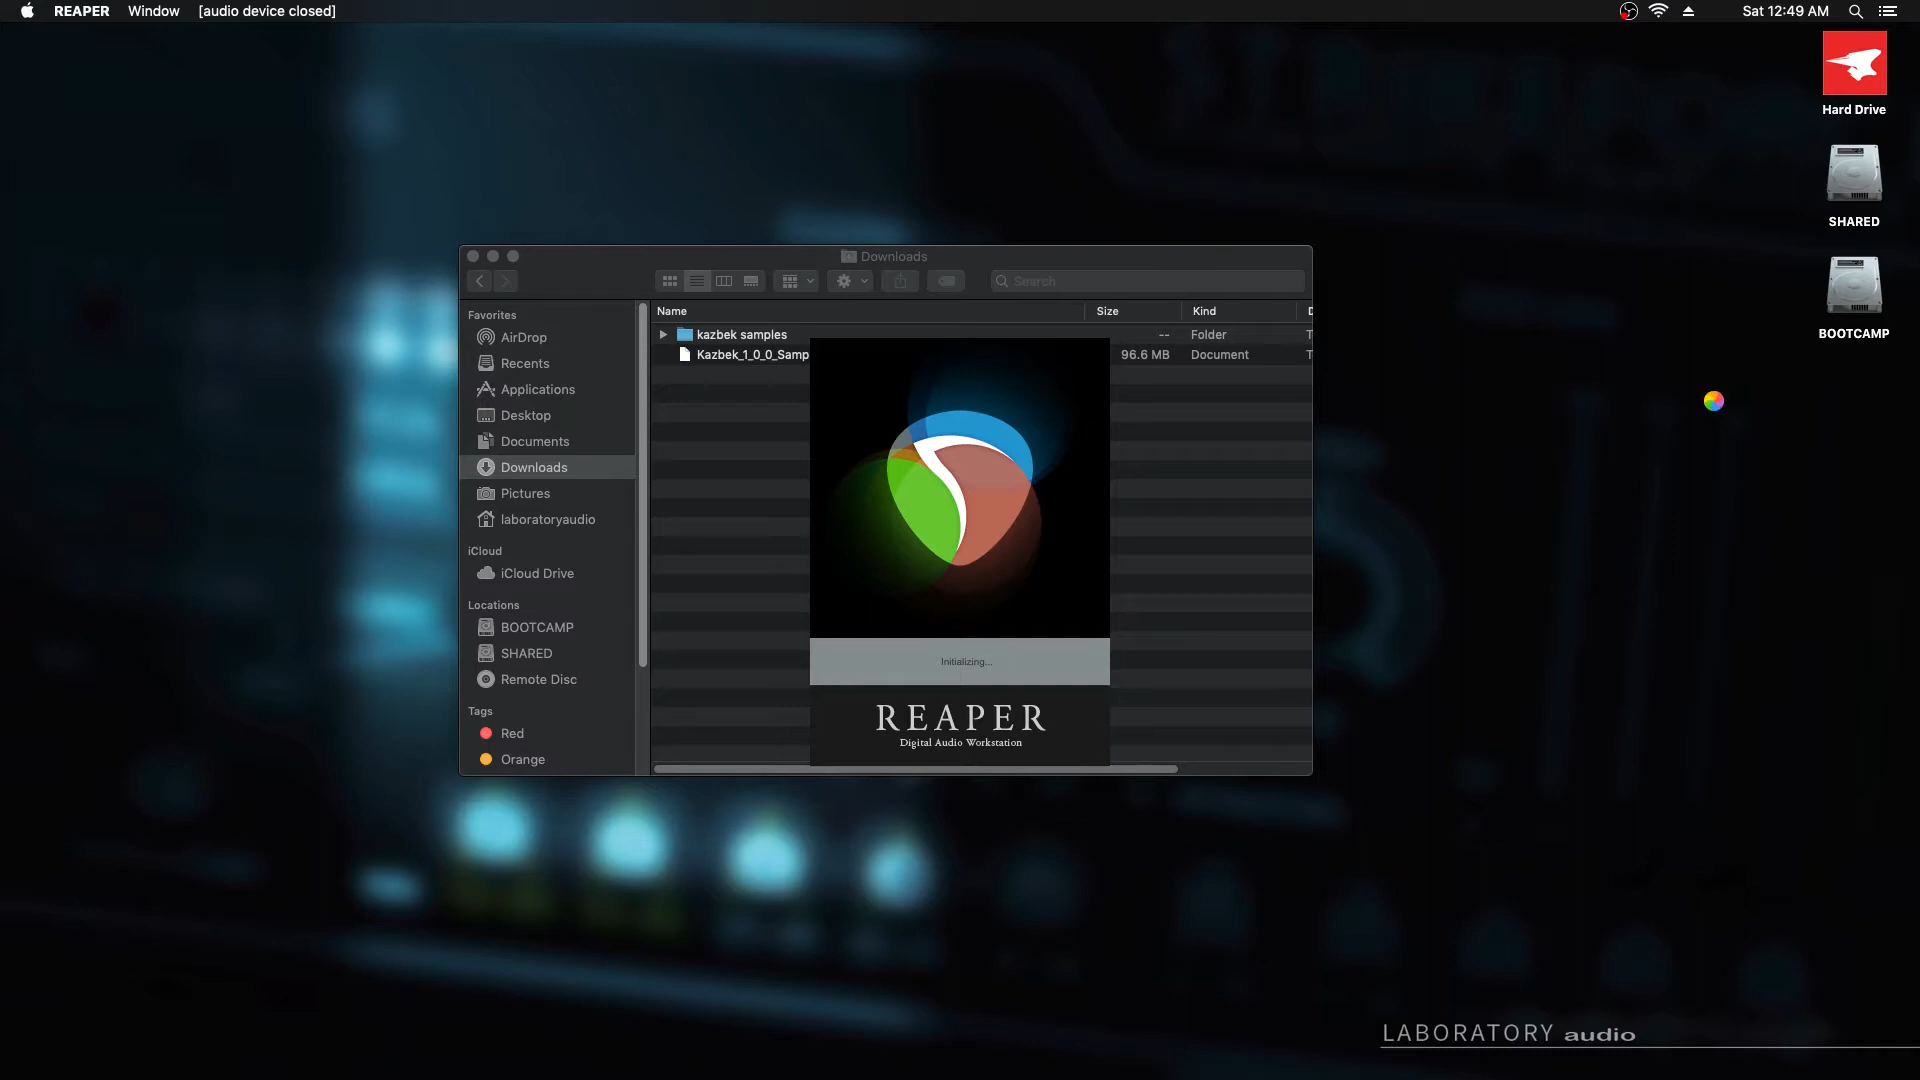 REAPER Window [audio device closed] Sat 12:49 AM
Hard Drive
SHARED
BOOTCAMP
Downloads
Search
Favorites
AirDrop
Recents
Applications
Desktop
Documents
Downloads
Pictures
laboratoryaudio
iCloud
iCloud Drive
Locations
BOOTCAMP
SHARED
Remote Disc
Tags
Red
Orange
Name Size Kind D
kazbek samples -- Folder T
Kazbek_1_0_0_Samp 96.6 MB Document T
Initializing...
REAPER
Digital Audio Workstation
LABORATORY audio